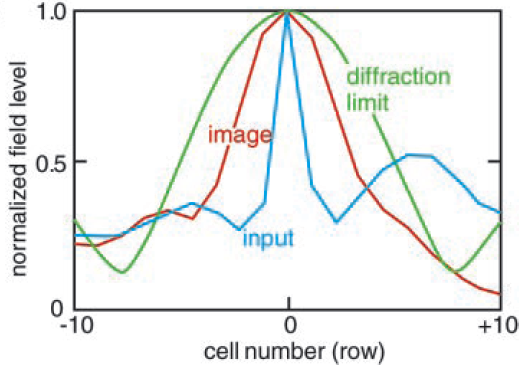 normalized field level
1.0
0.5
0
diffraction
limit
image
input
-10
0
+10
cell number (row)